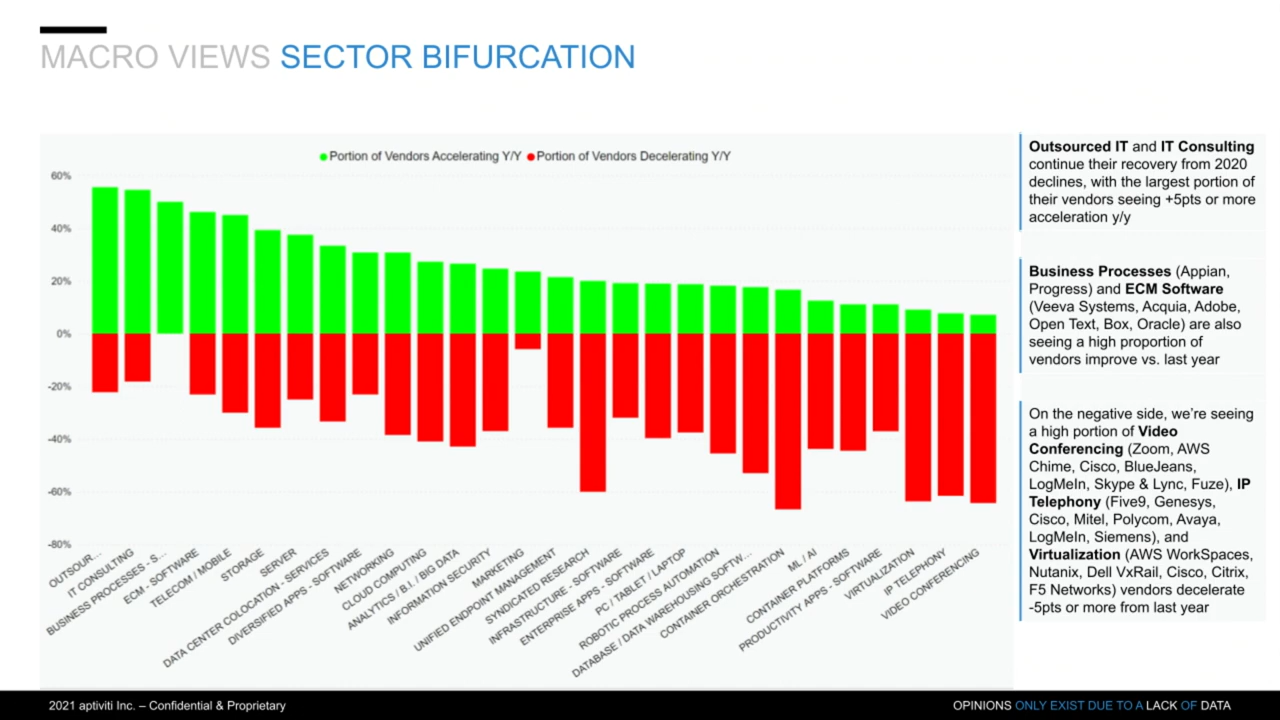 MACRO VIEWS SECTOR BIFURCATION
Portion of Vendors Accelerating Y/Y
Portion of Vendors Decelerating Y/Y
60%
40%
20%
0%
-20%
-40%
-60%
-80%
OUTSOUR...
IT CONSULTING
BUSINESS PROCESSES - S...
ECM - SOFTWARE
TELECOM / MOBILE
STORAGE
SERVER
DATA CENTER COLOCATION - SERVICES
DIVERSIFIED APPS - SOFTWARE
NETWORKING
CLOUD COMPUTING
ANALYTICS / B.I. / BIG DATA
INFORMATION SECURITY
MARKETING
UNIFIED ENDPOINT MANAGEMENT
SYNDICATED RESEARCH
INFRASTRUCTURE - SOFTWARE
ENTERPRISE APPS - SOFTWARE
PC / TABLET / LAPTOP
ROBOTIC PROCESS AUTOMATION
DATABASE / DATA WAREHOUSING SOFTW...
CONTAINER ORCHESTRATION
ML / AI
CONTAINER PLATFORMS
PRODUCTIVITY APPS - SOFTWARE
VIRTUALIZATION
IP TELEPHONY
VIDEO CONFERENCING
Outsourced IT and IT Consulting
continue their recovery from 2020
declines, with the largest portion of
their vendors seeing +5pts or more
acceleration y/y
Business Processes (Appian,
Progress) and ECM Software
(Veeva Systems, Acquia, Adobe,
Open Text, Box, Oracle) are also
seeing a high proportion of
vendors improve vs. last year
On the negative side, we're seeing
a high portion of Video
Conferencing (Zoom, AWS
Chime, Cisco, BlueJeans,
LogMeIn, Skype & Lync, Fuze), IP
Telephony (Five9, Genesys,
Cisco, Mitel, Polycom, Avaya,
LogMeIn, Siemens), and
Virtualization (AWS WorkSpaces,
Nutanix, Dell VxRail, Cisco, Citrix,
F5 Networks) vendors decelerate
-5pts or more from last year
2021 aptiviti Inc. – Confidential & Proprietary
OPINIONS ONLY EXIST DUE TO A LACK OF DATA